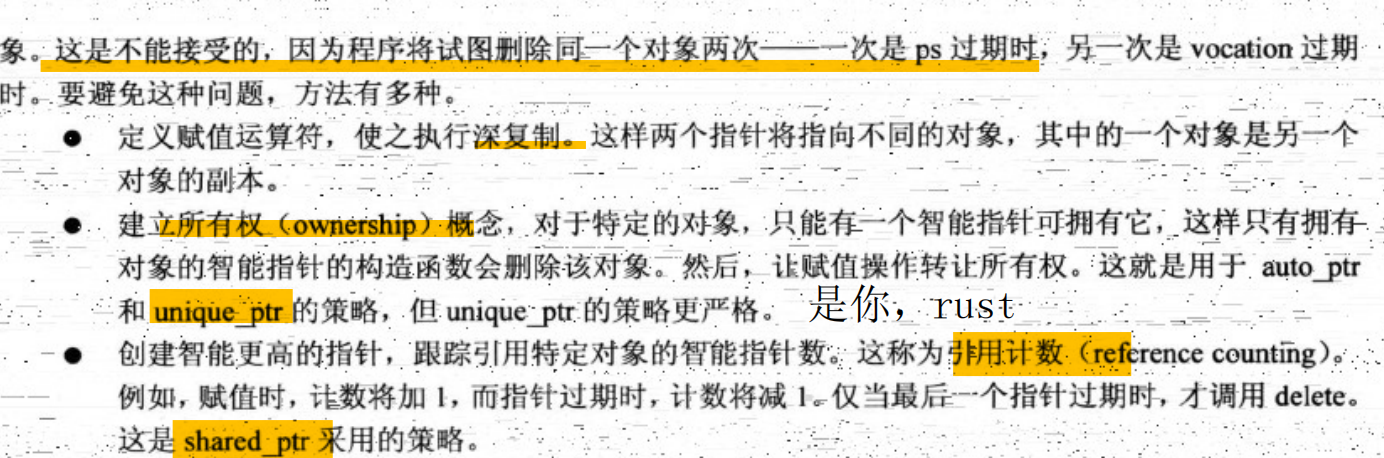 象。这是不能接受的，因为程序将试图删除同一个对象两次——一次是 ps 过期时，另一次是 vocation 过期
时。要避免这种问题，方法有多种。
● 定义赋值运算符，使之执行深复制。这样两个指针将指向不同的对象，其中的一个对象是另一个
对象的副本。
● 建立所有权（ownership）概念，对于特定的对象，只能有一个智能指针可拥有它，这样只有拥有
对象的智能指针的构造函数会删除该对象。然后，让赋值操作转让所有权。这就是用于 auto_ptr
和 unique_ptr 的策略，但 unique_ptr 的策略更严格。 是你，rust
● 创建智能更高的指针，跟踪引用特定对象的智能指针数。这称为引用计数（reference counting）。
例如，赋值时，计数将加 1，而指针过期时，计数将减 1。仅当最后一个指针过期时，才调用 delete。
这是 shared_ptr 采用的策略。